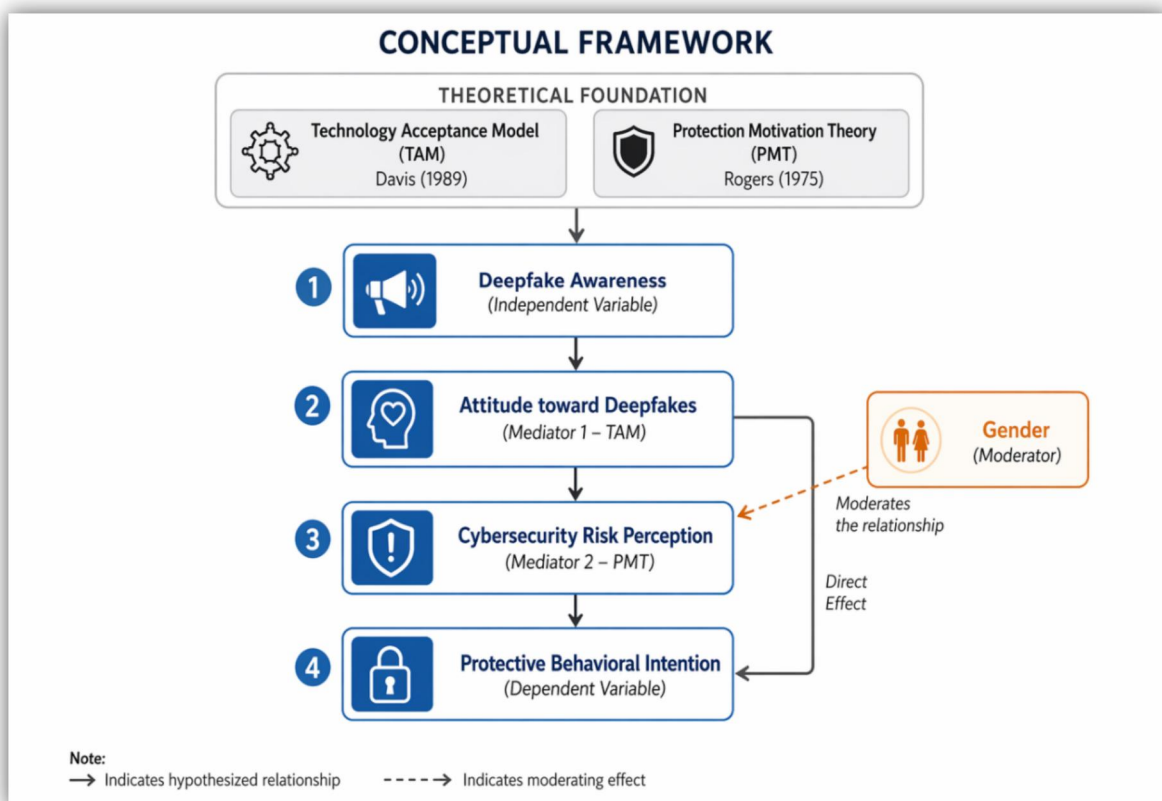 CONCEPTUAL FRAMEWORK
THEORETICAL FOUNDATION
Technology Acceptance Model
(TAM)
Davis (1989)
Protection Motivation Theory
(PMT)
Rogers (1975)
1
Deepfake Awareness
(Independent Variable)
2
Attitude toward Deepfakes
(Mediator 1 – TAM)
Gender
(Moderator)
Moderates
the relationship
3
Cybersecurity Risk Perception
(Mediator 2 – PMT)
Direct
Effect
4
Protective Behavioral Intention
(Dependent Variable)
Note:
Indicates hypothesized relationship
Indicates moderating effect